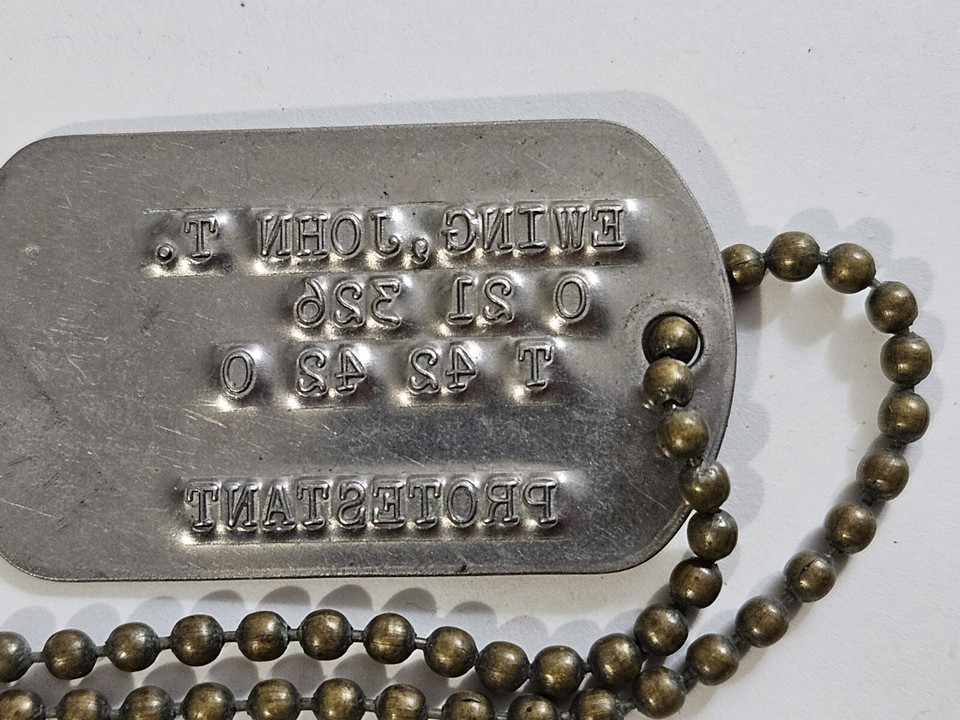 EWING,JOHN T.
O 21 326
T 42 42 O
PROTESTANT